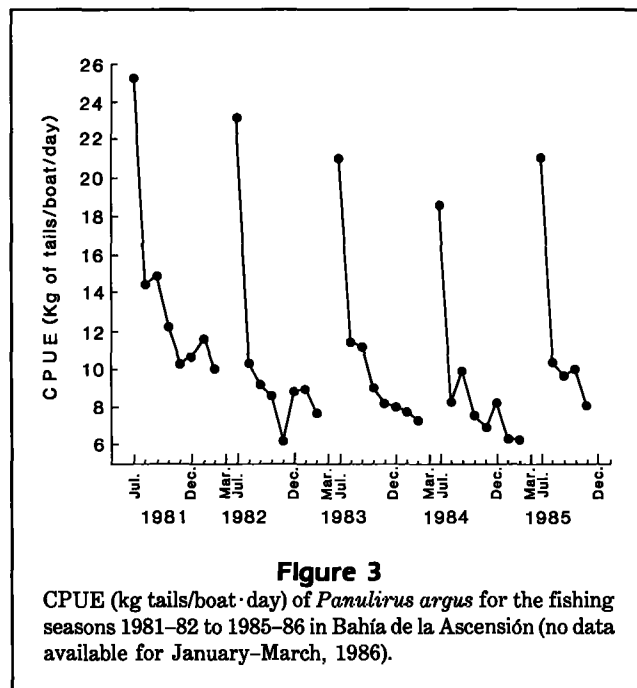 CPUE (Kg of tails/boat/day)
26
24
22
20
18
16
14
12
10
8
6
Jul.
Dec.
Mar.
Jul.
Dec.
Mar.
Jul.
Dec.
Mar.
Jul.
Dec.
Mar.
Jul.
Dec.
1981
1982
1983
1984
1985
Figure 3
CPUE (kg tails/boat·day) of Panulirus argus for the fishing
seasons 1981–82 to 1985–86 in Bahía de la Ascensión (no data
available for January–March, 1986).